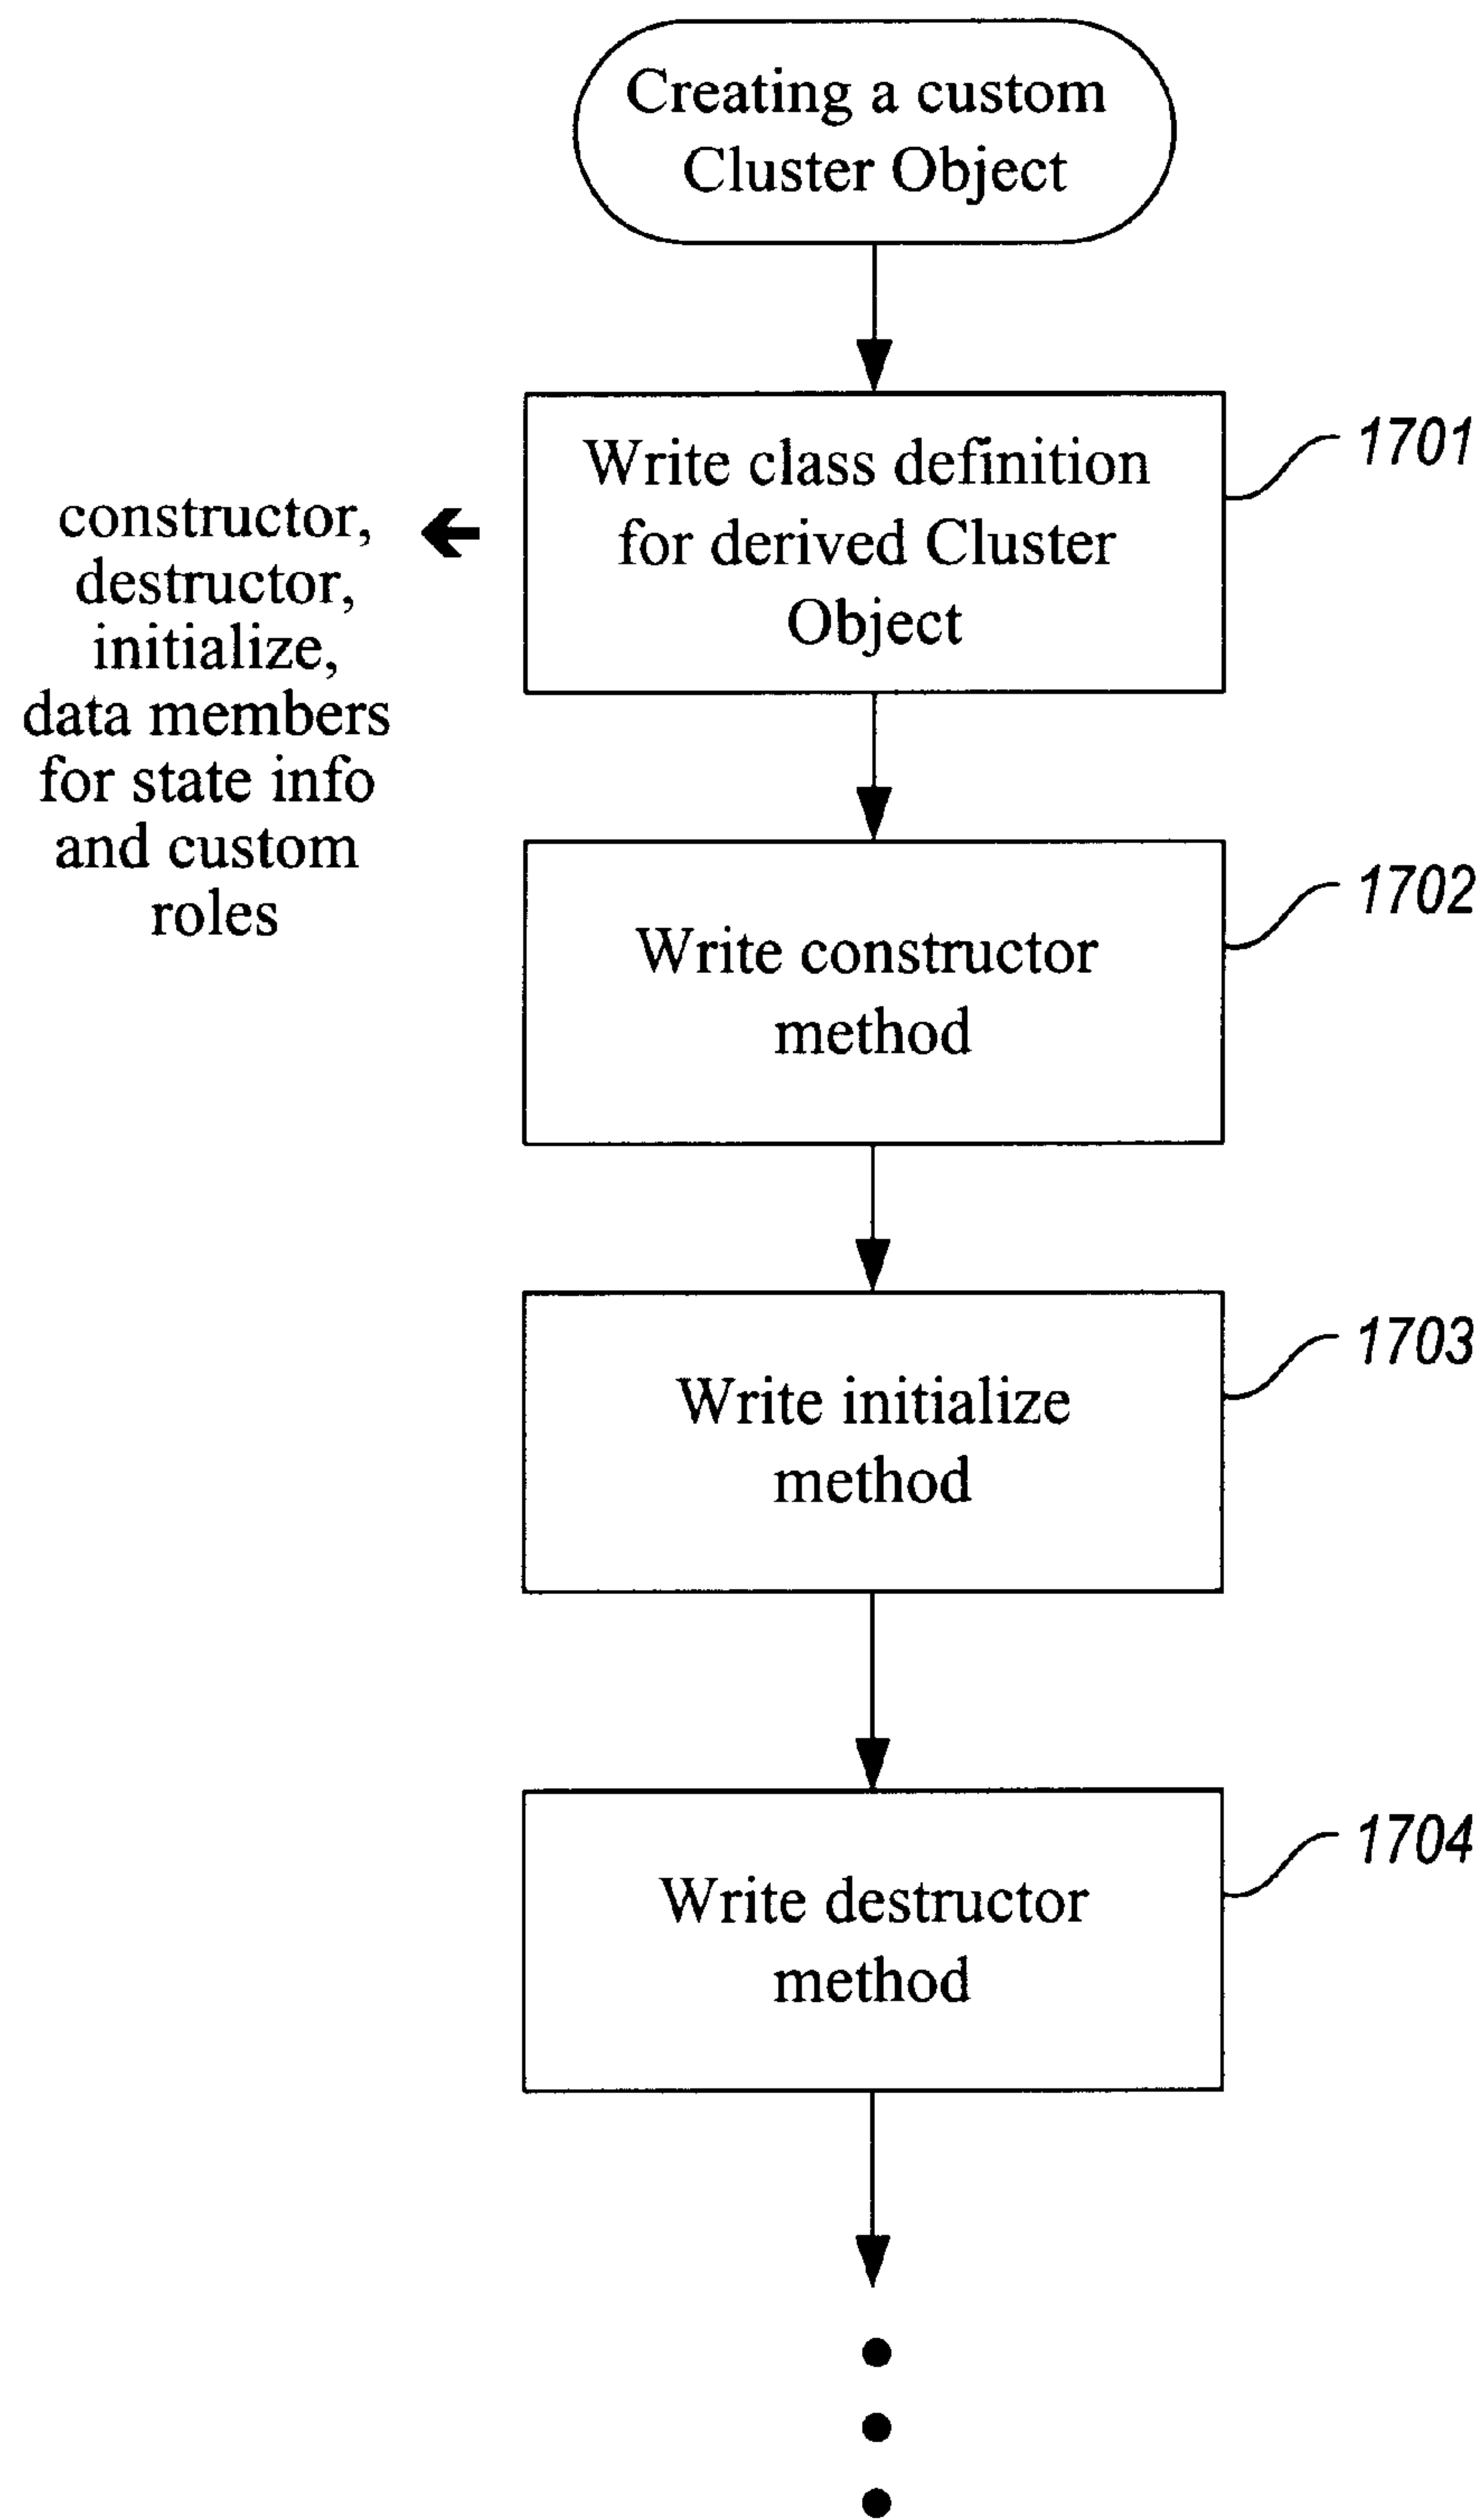 Creating a custom
Cluster Object
Write class definition
for derived Cluster
Object
1701
constructor,
destructor,
initialize,
data members
for state info
and custom
roles
Write constructor
method
1702
Write initialize
method
1703
Write destructor
method
1704